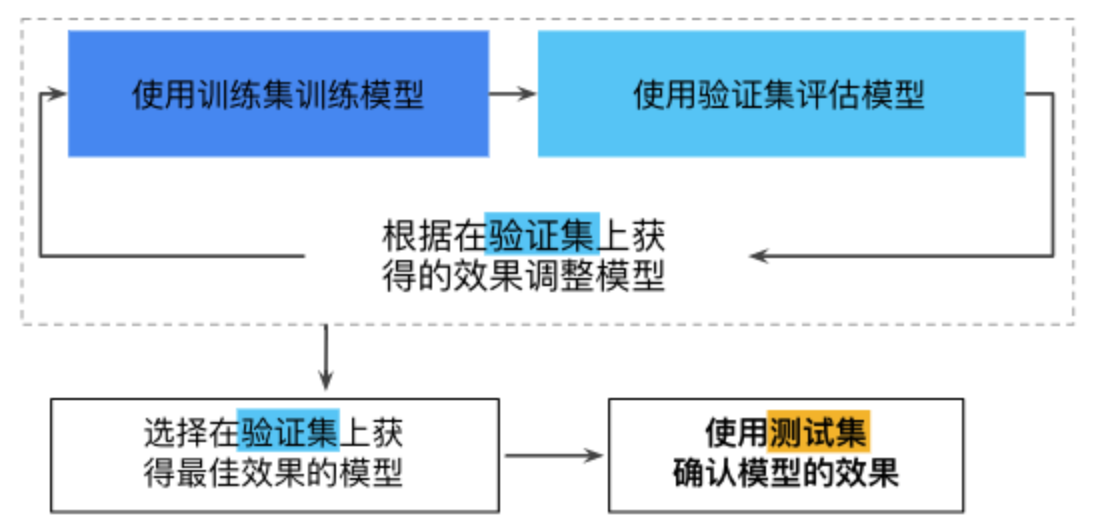 使用训练集训练模型
使用验证集评估模型
根据在验证集上获
得的效果调整模型
选择在验证集上获
得最佳效果的模型
使用测试集
确认模型的效果